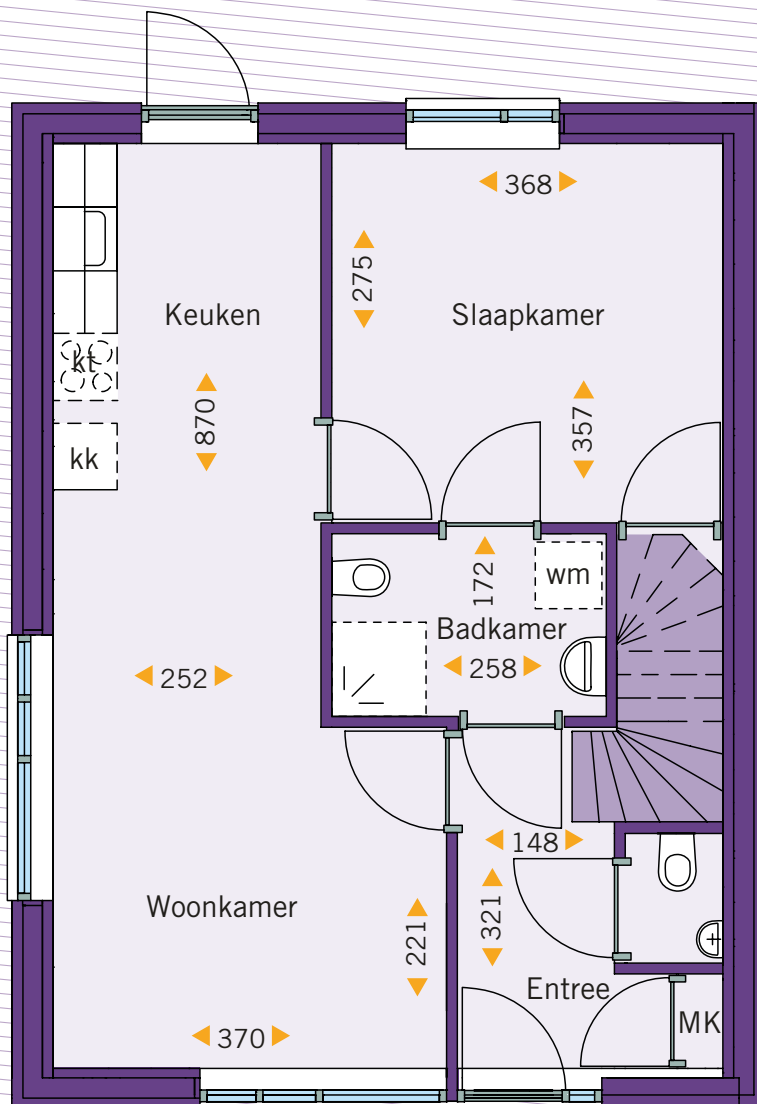 368
275
Keuken
Slaapkamer
kt
870
357
kk
172
wm
Badkamer
252
258
148
Woonkamer
221
321
Entree
MK
370